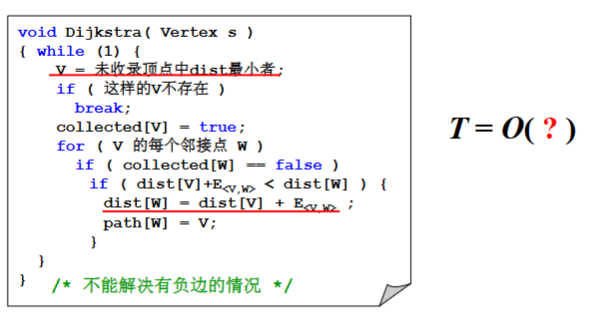 void Dijkstra( Vertex s )
{ while (1) {
V = 未收录顶点中dist最小者;
if ( 这样的V不存在 )
break;
collected[V] = true;
for ( V 的每个邻接点 W )
if ( collected[W] == false )
if ( dist[V]+E<V,W> < dist[W] ) {
dist[W] = dist[V] + E<V,W> ;
path[W] = V;
}
}
} /* 不能解决有负边的情况 */
T = O( ? )